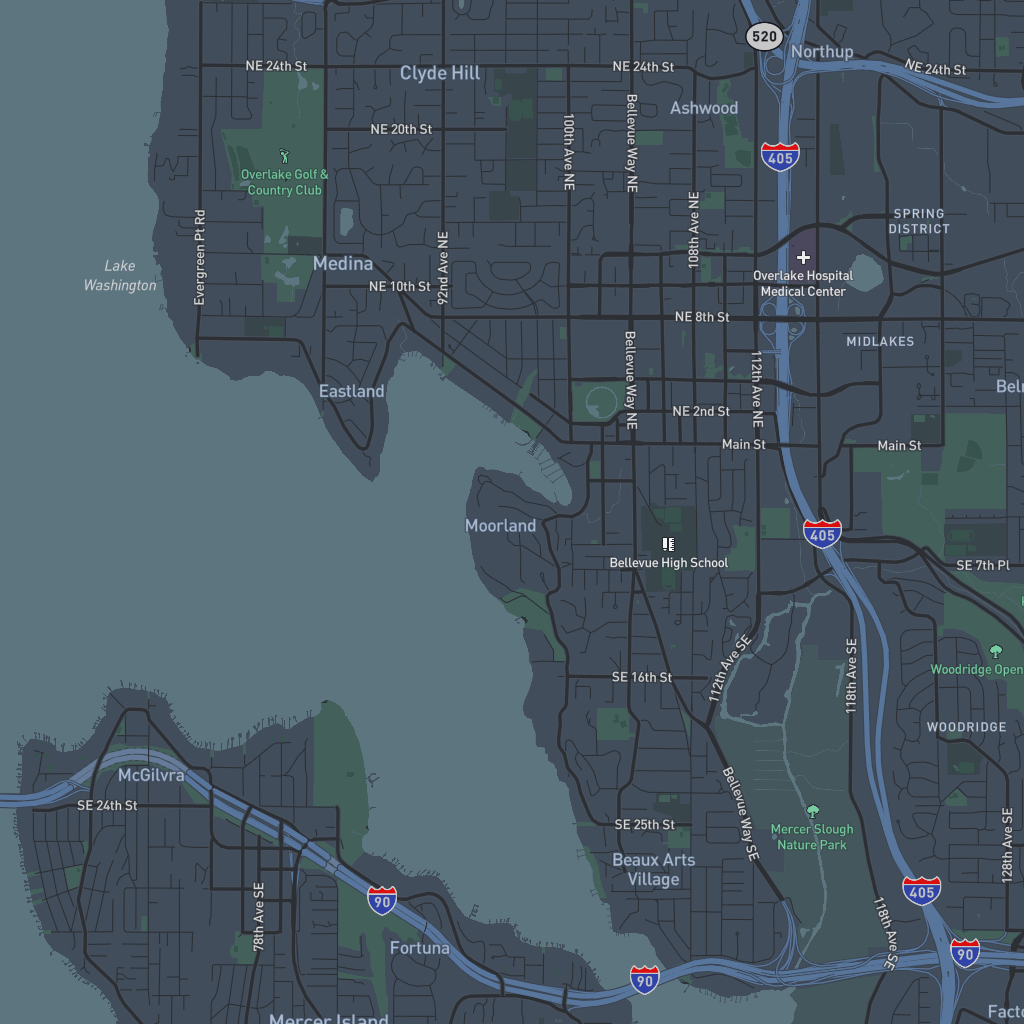 520
Northup
NE 24th St
Clyde Hill
NE 24th St
NE 24th St
Ashwood
NE 20th St
100th Ave NE
Bellevue Way NE
405
Overlake Golf &
Country Club
Evergreen Pt Rd
108th Ave NE
SPRING
DISTRICT
92nd Ave NE
Lake
Washington
Medina
Overlake Hospital
Medical Center
NE 10th St
NE 8th St
MIDLAKES
Bellevue Way NE
112th Ave NE
Eastland
NE 2nd St
Main St
Main St
Moorland
405
Bellevue High School
SE 7th Pl
112th Ave SE
118th Ave SE
Woodridge Open
SE 16th St
WOODRIDGE
McGilvra
SE 24th St
Bellevue Way SE
SE 25th St
Mercer Slough
Nature Park
128th Ave SE
Beaux Arts
Village
78th Ave SE
90
405
118th Ave SE
Fortuna
90
90
Mercer Island